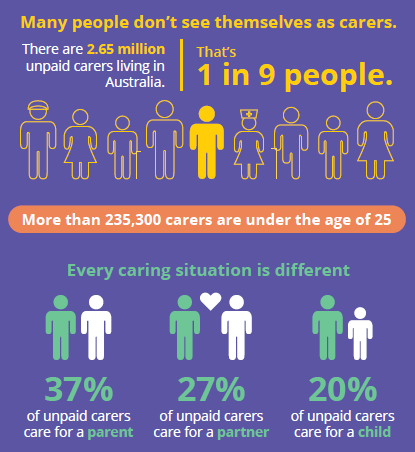 Many people don't see themselves as carers.
There are 2.65 million
unpaid carers living in
Australia.
That's
1 in 9 people.
More than 235,300 carers are under the age of 25
Every caring situation is different
37%
of unpaid carers
care for a parent
27%
of unpaid carers
care for a partner
20%
of unpaid carers
care for a child